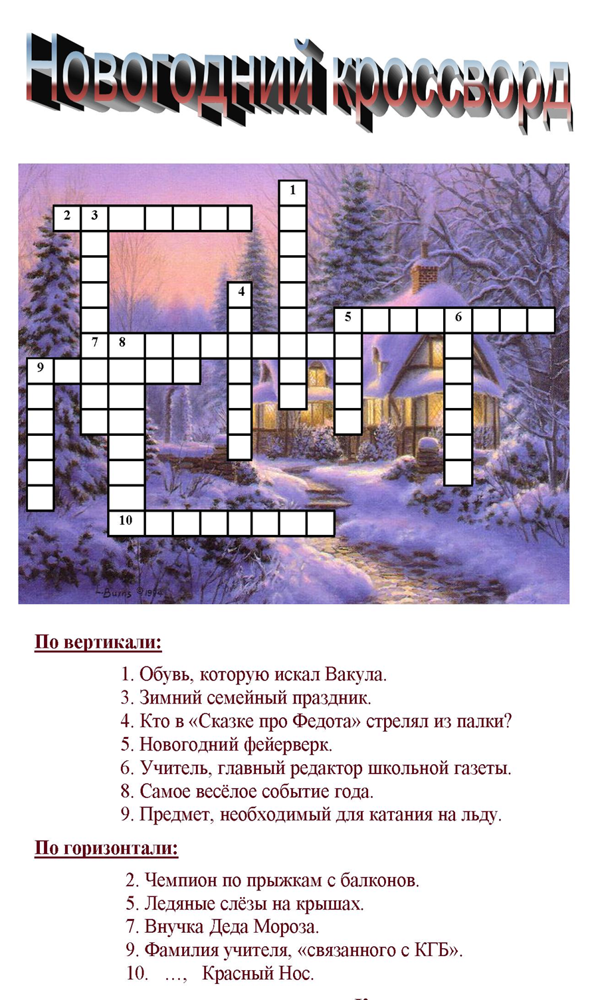 Новогодний кроссворд
1
2 3
4
5 6
7 8
9
10
Burns © 1994
По вертикали:
1. Обувь, которую искал Вакула.
3. Зимний семейный праздник.
4. Кто в «Сказке про Федота» стрелял из палки?
5. Новогодний фейерверк.
6. Учитель, главный редактор школьной газеты.
8. Самое весёлое событие года.
9. Предмет, необходимый для катания на льду.
По горизонтали:
2. Чемпион по прыжкам с балконов.
5. Ледяные слёзы на крышах.
7. Внучка Деда Мороза.
9. Фамилия учителя, «связанного с КГБ».
10. …, Красный Нос.